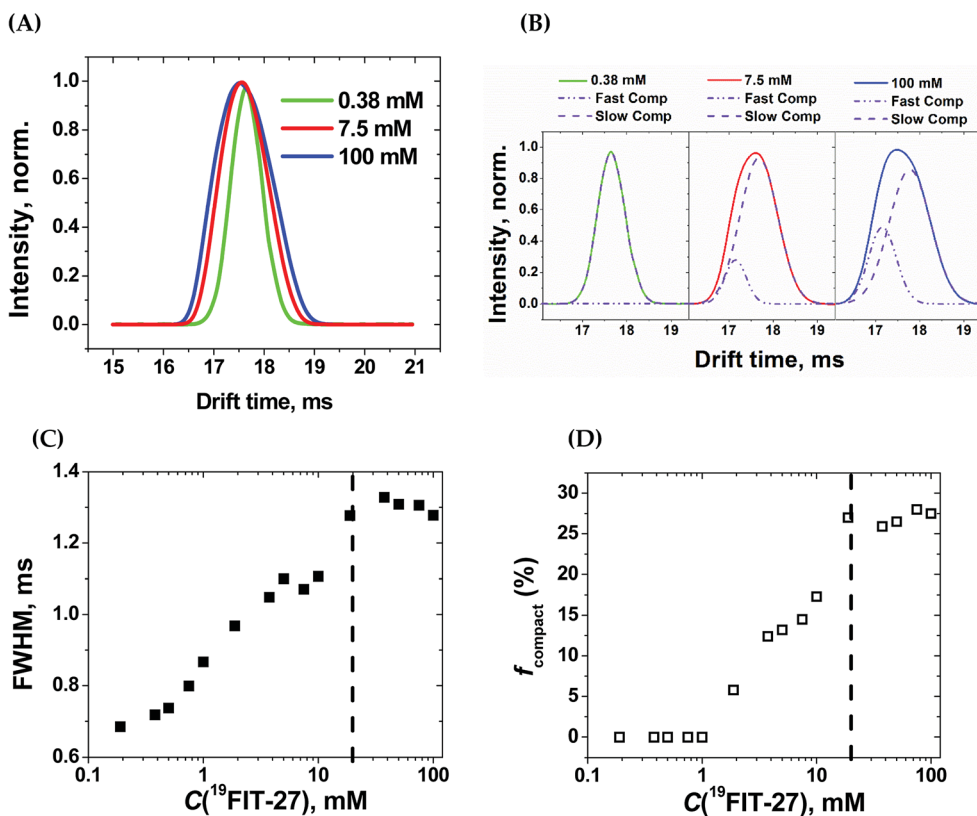 (A)
Intensity, norm.
1.0
0.8
0.6
0.4
0.2
0.0
0.38 mM
7.5 mM
100 mM
15 16 17 18 19 20 21
Drift time, ms
(B)
0.38 mM
Fast Comp
Slow Comp
7.5 mM
Fast Comp
Slow Comp
100 mM
Fast Comp
Slow Comp
Intensity, norm.
1.0
0.8
0.6
0.4
0.2
0.0
17 18 19 17 18 19 17 18 19
Drift time, ms
(C)
FWHM, ms
1.4
1.2
1.0
0.8
0.6
0.1 1 10 100
C(¹⁹FIT-27), mM
(D)
f compact (%)
30
25
20
15
10
5
0
0.1 1 10 100
C(¹⁹FIT-27), mM